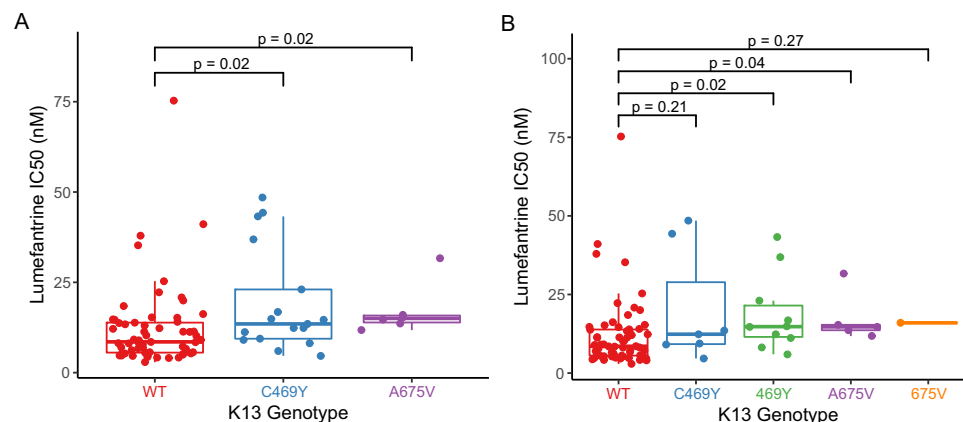 A
p = 0.02
p = 0.02
Lumefantrine IC50 (nM)
75
50
25
0
WT C469Y A675V
K13 Genotype
B
p = 0.27
p = 0.04
p = 0.02
p = 0.21
Lumefantrine IC50 (nM)
100
75
50
25
0
WT C469Y 469Y A675V 675V
K13 Genotype